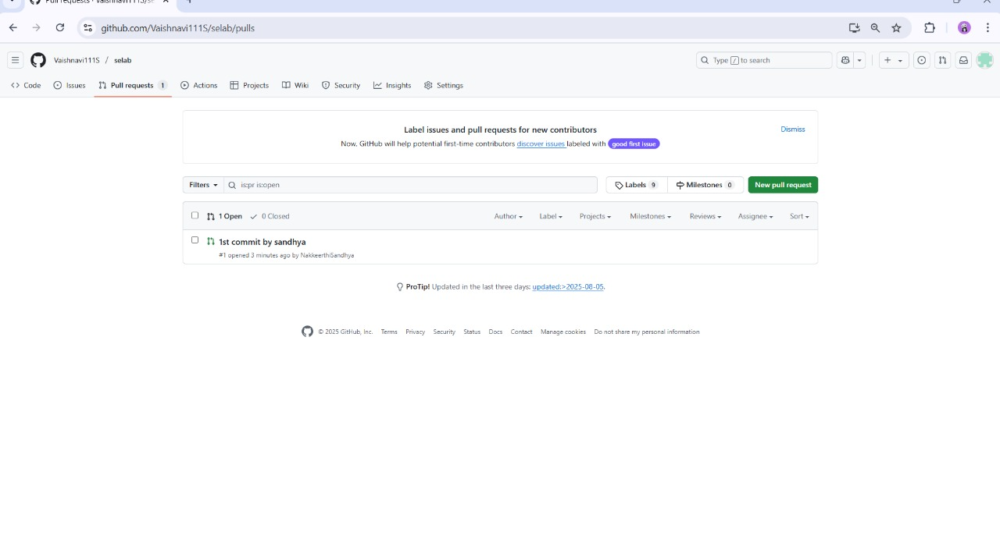 Pull requests · Vaishnavi111S/se
github.com/Vaishnavi111S/selab/pulls
Vaishnavi111S / selab
Type / to search
Code Issues Pull requests 1 Actions Projects Wiki Security Insights Settings
Label issues and pull requests for new contributors
Dismiss
Now, GitHub will help potential first-time contributors discover issues labeled with good first issue
Filters is:pr is:open Labels 9 Milestones 0 New pull request
1 Open 0 Closed Author Label Projects Milestones Reviews Assignee Sort
1st commit by sandhya
#1 opened 3 minutes ago by NakkeerthiSandhya
ProTip! Updated in the last three days: updated:>2025-08-05.
© 2025 GitHub, Inc. Terms Privacy Security Status Docs Contact Manage cookies Do not share my personal information